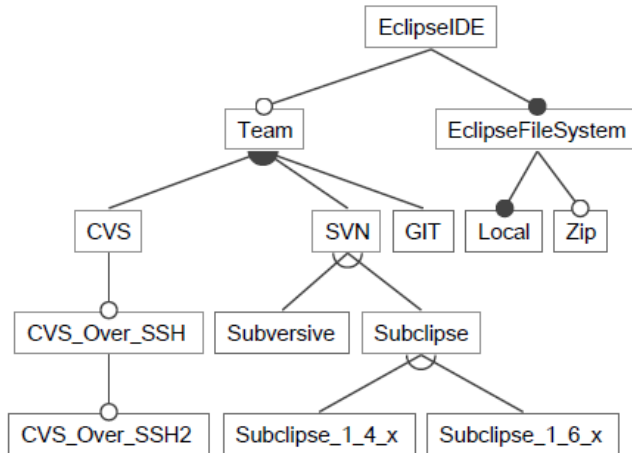 EclipseIDE
Team
EclipseFileSystem
CVS
SVN
GIT
Local
Zip
CVS_Over_SSH
Subversive
Subclipse
CVS_Over_SSH2
Subclipse_1_4_x
Subclipse_1_6_x